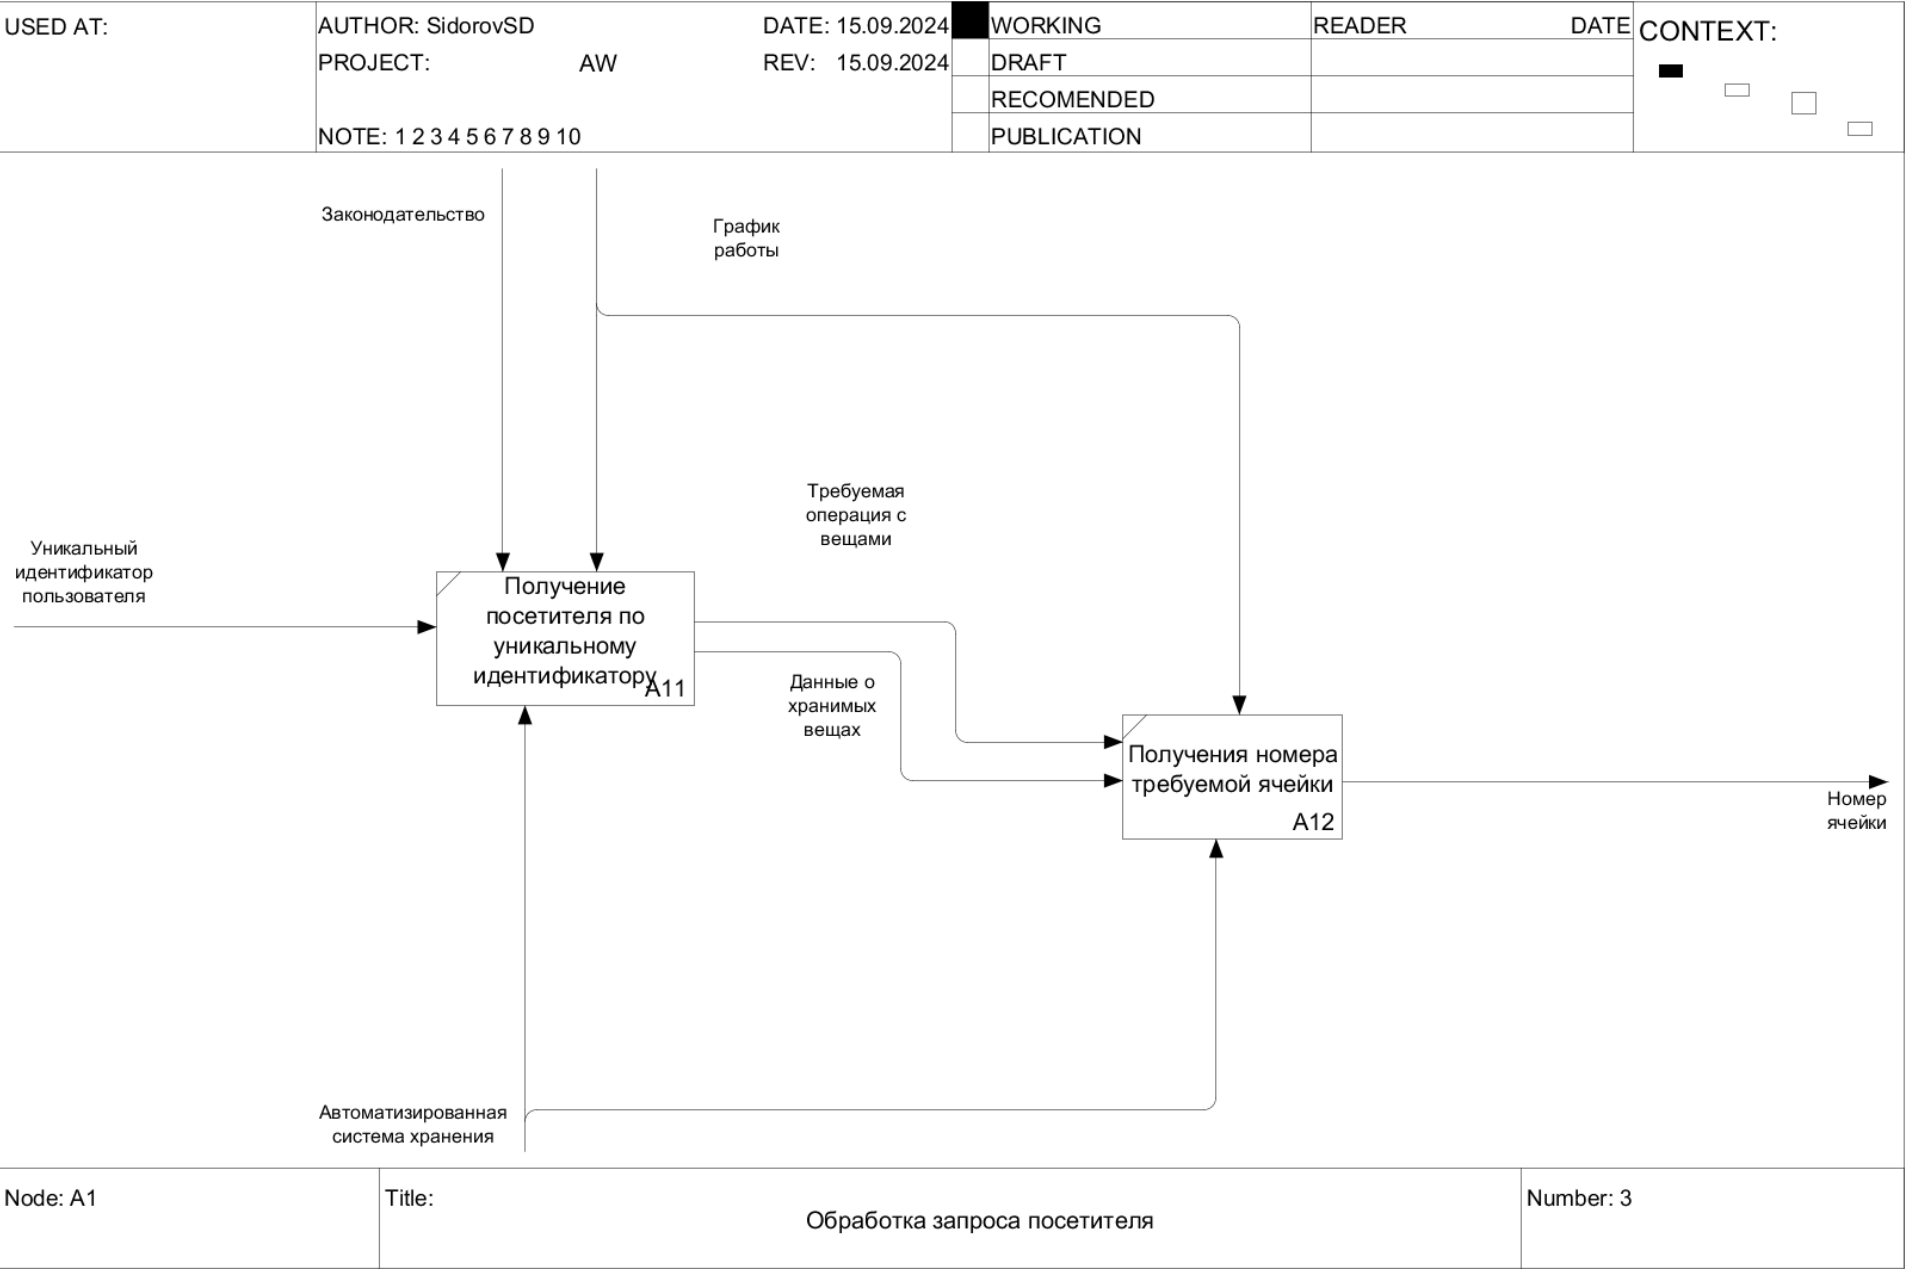 USED AT:
AUTHOR: SidorovSD
DATE: 15.09.2024
WORKING
READER
DATE
CONTEXT:
PROJECT:
AW
REV: 15.09.2024
DRAFT
RECOMENDED
NOTE: 1 2 3 4 5 6 7 8 9 10
PUBLICATION
Законодательство
График
работы
Требуемая
операция с
вещами
Уникальный
идентификатор
пользователя
Получение
посетителя по
уникальному
идентификатору
A11
Данные о
хранимых
вещах
Получения номера
требуемой ячейки
A12
Номер
ячейки
Автоматизированная
система хранения
Node: A1
Title:
Обработка запроса посетителя
Number: 3